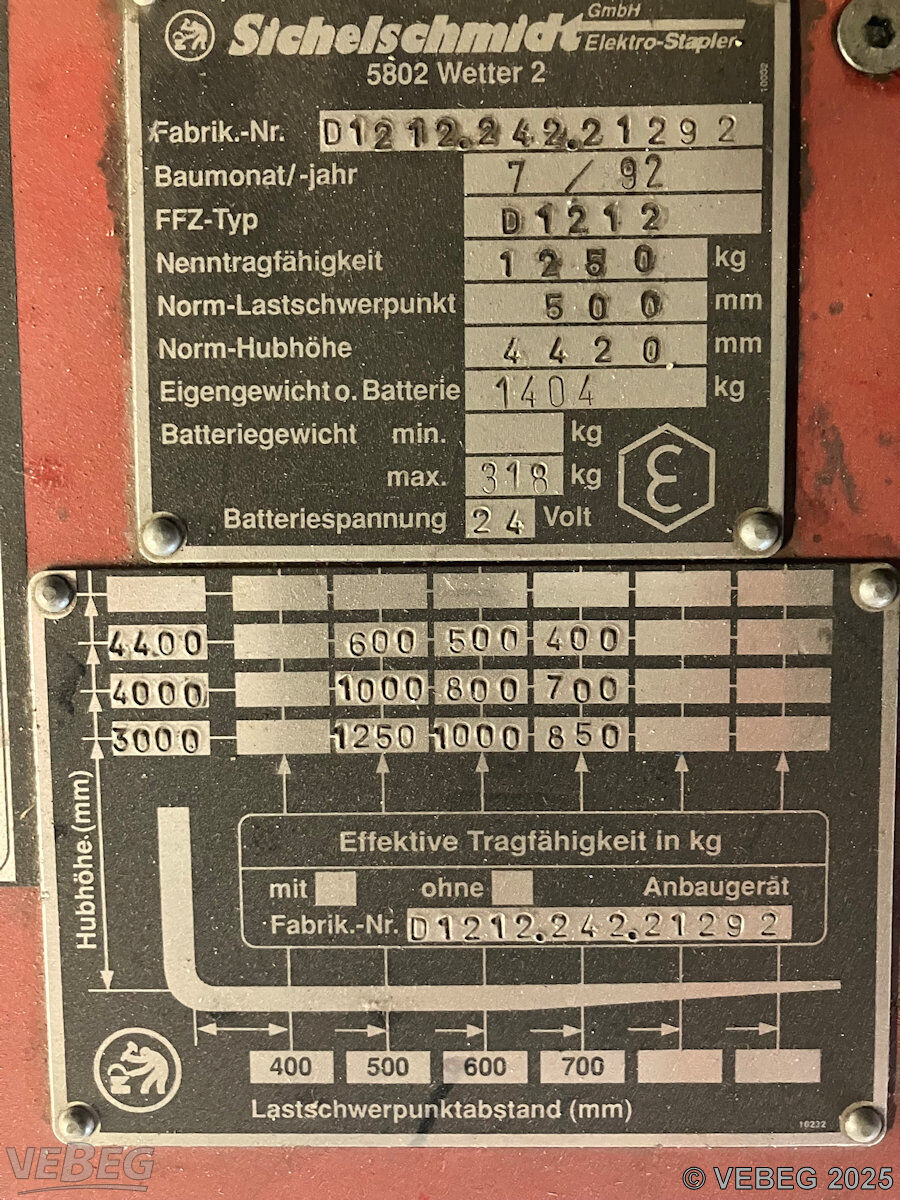 Sichelschmidt GmbH
Elektro-Stapler
5802 Wetter 2
10002
Fabrik.-Nr. D1212.242.21292
Baumonat/-jahr 7 / 92
FFZ-Typ D1212
Nenntragfähigkeit 1250 kg
Norm-Lastschwerpunkt 500 mm
Norm-Hubhöhe 4420 mm
Eigengewicht o. Batterie 1404 kg
Batteriegewicht min. kg
max. 318 kg
Batteriespannung 24 Volt
4400 600 500 400
4000 1000 800 700
3000 1250 1000 850
Hubhöhe (mm)
Effektive Tragfähigkeit in kg
mit ohne Anbaugerät
Fabrik.-Nr. D1212.242.21292
400 500 600 700
Lastschwerpunktabstand (mm)
10232
VEBEG
© VEBEG 2025